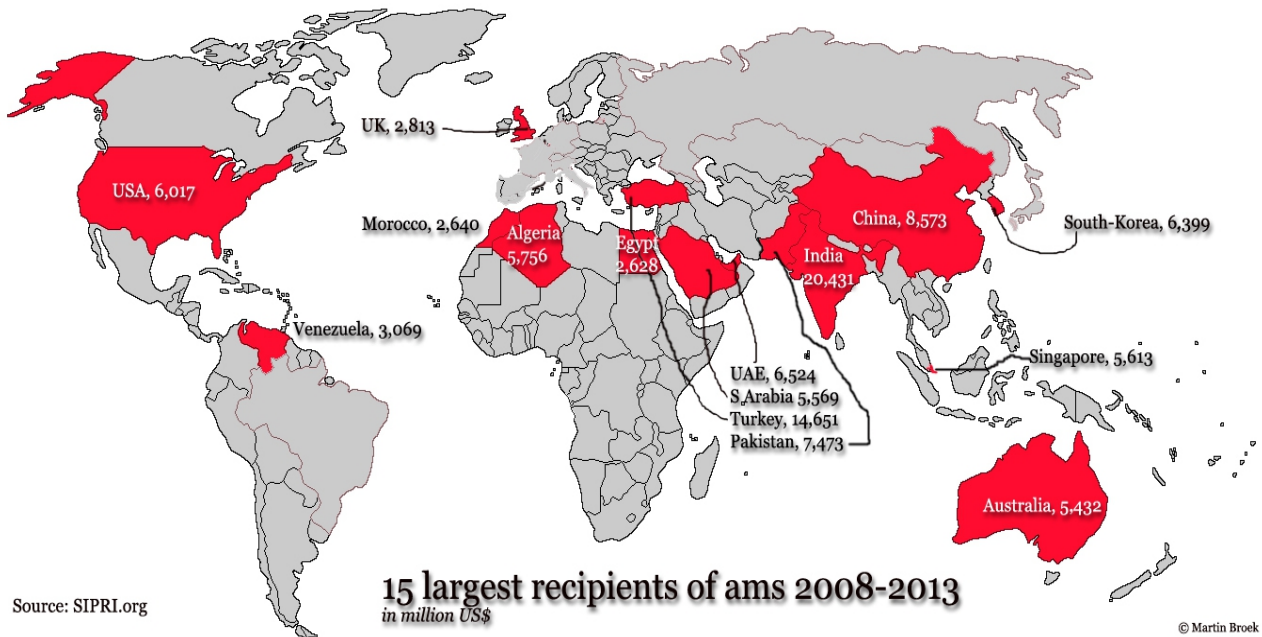 UK, 2,813
USA, 6,017
Morocco, 2,640
Algeria
5,756
Egypt
2,628
China, 8,573
South-Korea, 6,399
India
20,431
Venezuela, 3,069
Singapore, 5,613
UAE, 6,524
S,Arabia 5,569
Turkey, 14,651
Pakistan, 7,473
Australia, 5,432
15 largest recipients of ams 2008-2013
in million US$
Source: SIPRI.org
© Martin Broek